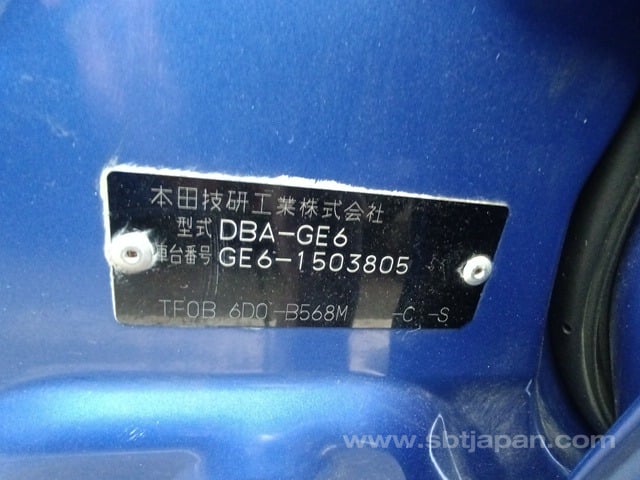 本田技研工業株式会社
型式 DBA-GE6
車台番号 GE6-1503805
TF0B 6D0 -B568M -C -S
www.sbtjapan.com